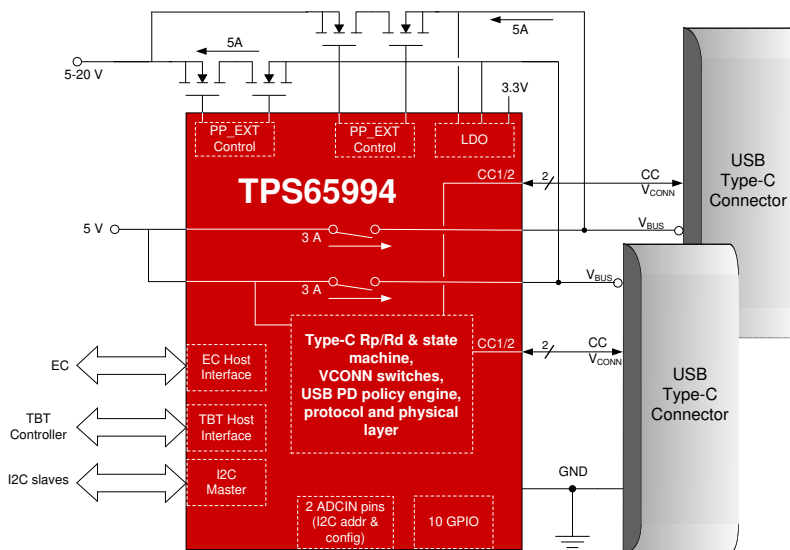 5A
5A
5-20 V
3.3V
PP_EXT
Control
PP_EXT
Control
LDO
TPS65994
CC1/2
2
CC
VCONN
USB
Type-C
Connector
5 V
3 A
VBUS
3 A
VBUS
Type-C Rp/Rd & state
machine,
VCONN switches,
USB PD policy engine,
protocol and physical
layer
CC1/2
2
CC
VCONN
USB
Type-C
Connector
EC
EC Host
Interface
TBT
Controller
TBT Host
Interface
I2C slaves
I2C
Master
GND
2 ADCIN pins
(I2C addr &
config)
10 GPIO